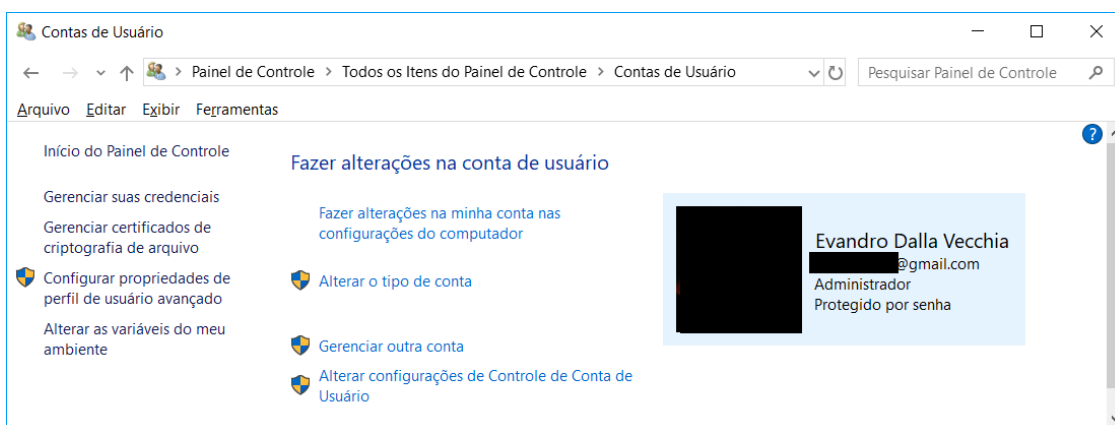 Contas de Usuário
Painel de Controle > Todos os Itens do Painel de Controle > Contas de Usuário
Pesquisar Painel de Controle
Arquivo Editar Exibir Ferramentas
Início do Painel de Controle
Gerenciar suas credenciais
Gerenciar certificados de
criptografia de arquivo
Configurar propriedades de
perfil de usuário avançado
Alterar as variáveis do meu
ambiente
Fazer alterações na conta de usuário
Fazer alterações na minha conta nas
configurações do computador
Alterar o tipo de conta
Gerenciar outra conta
Alterar configurações de Controle de Conta de
Usuário
Evandro Dalla Vecchia
@gmail.com
Administrador
Protegido por senha
?